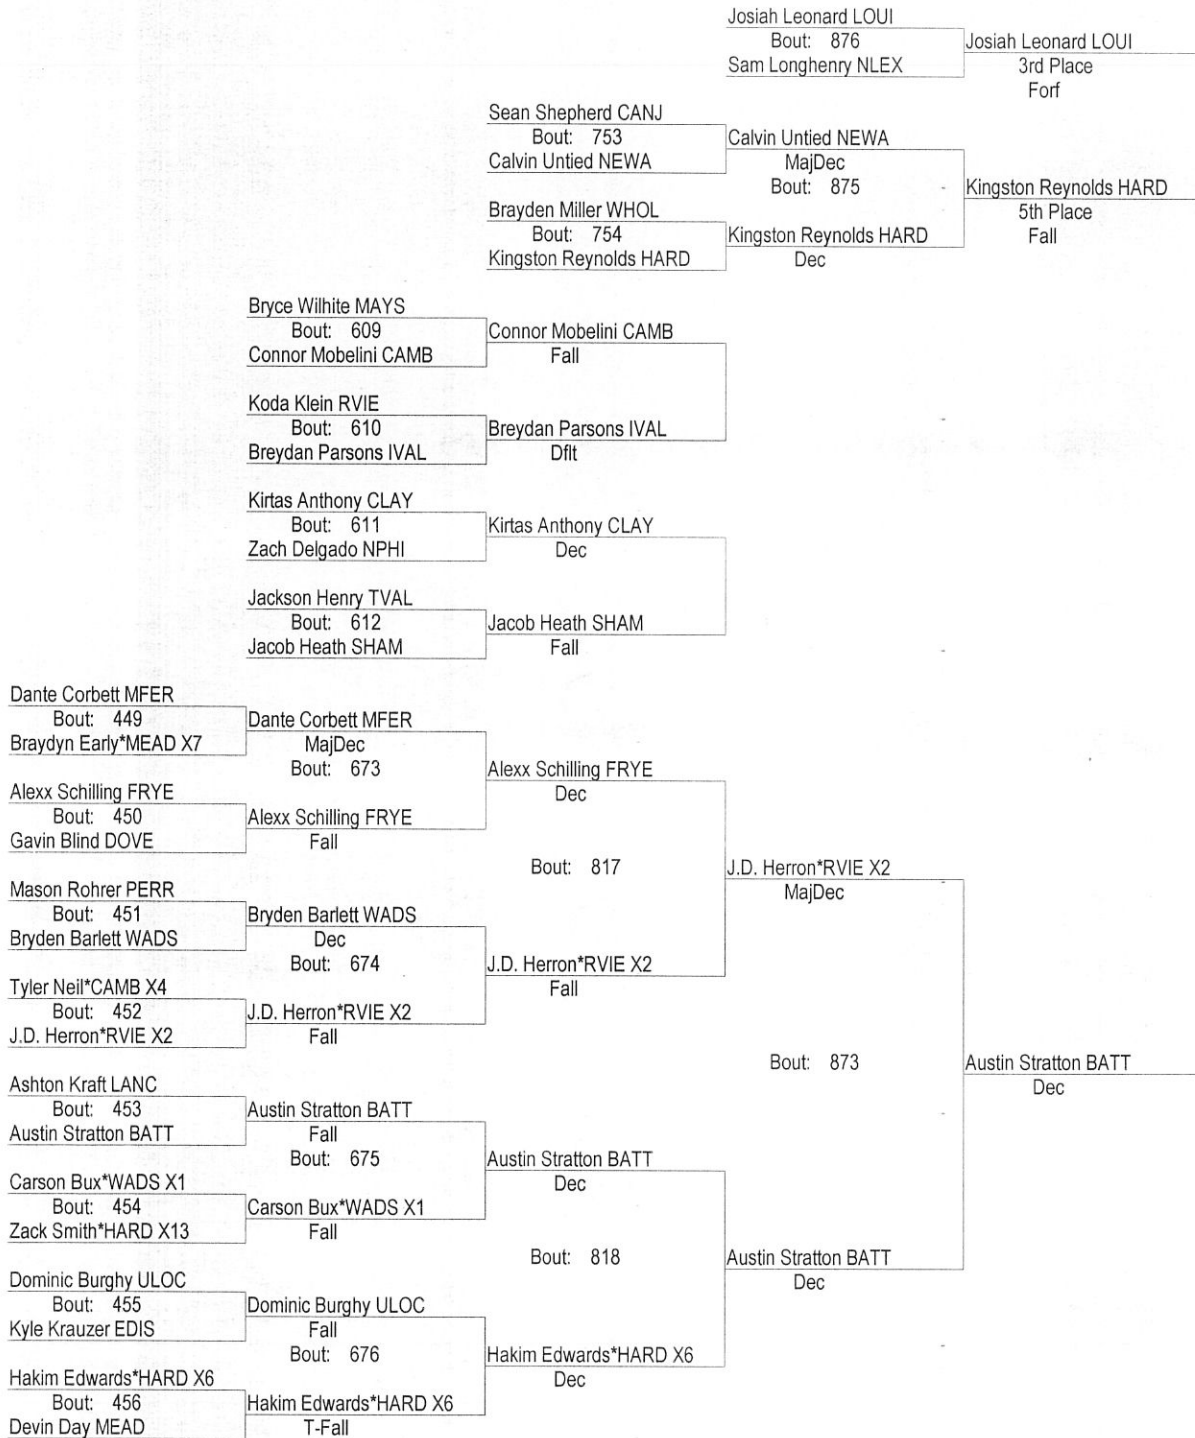 Josiah Leonard LOUI
Bout: 876
Josiah Leonard LOUI
Sam Longhenry NLEX
3rd Place
Forf
Sean Shepherd CANJ
Bout: 753
Calvin Untied NEWA
Calvin Untied NEWA
MajDec
Bout: 875
Kingston Reynolds HARD
5th Place
Fall
Brayden Miller WHOL
Bout: 754
Kingston Reynolds HARD
Kingston Reynolds HARD
Dec
Bryce Wilhite MAYS
Bout: 609
Connor Mobelini CAMB
Connor Mobelini CAMB
Fall
Koda Klein RVIE
Bout: 610
Breydan Parsons IVAL
Breydan Parsons IVAL
Dflt
Kirtas Anthony CLAY
Bout: 611
Kirtas Anthony CLAY
Zach Delgado NPHI
Dec
Jackson Henry TVAL
Bout: 612
Jacob Heath SHAM
Jacob Heath SHAM
Fall
Dante Corbett MFER
Bout: 449
Dante Corbett MFER
Braydyn Early*MEAD X7
MajDec
Bout: 673
Alexx Schilling FRYE
Dec
Alexx Schilling FRYE
Bout: 450
Alexx Schilling FRYE
Gavin Blind DOVE
Fall
Bout: 817
J.D. Herron*RVIE X2
MajDec
Mason Rohrer PERR
Bout: 451
Bryden Barlett WADS
Bryden Barlett WADS
Dec
Bout: 674
J.D. Herron*RVIE X2
Fall
Tyler Neil*CAMB X4
Bout: 452
J.D. Herron*RVIE X2
J.D. Herron*RVIE X2
Fall
Bout: 873
Austin Stratton BATT
Dec
Ashton Kraft LANC
Bout: 453
Austin Stratton BATT
Austin Stratton BATT
Fall
Bout: 675
Austin Stratton BATT
Dec
Carson Bux*WADS X1
Bout: 454
Carson Bux*WADS X1
Zack Smith*HARD X13
Fall
Bout: 818
Austin Stratton BATT
Dec
Dominic Burghy ULOC
Bout: 455
Dominic Burghy ULOC
Kyle Krauzer EDIS
Fall
Bout: 676
Hakim Edwards*HARD X6
Dec
Hakim Edwards*HARD X6
Bout: 456
Hakim Edwards*HARD X6
Devin Day MEAD
T-Fall